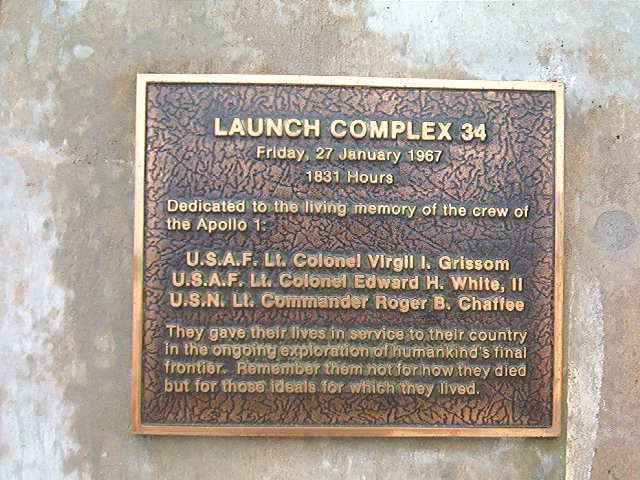 LAUNCH COMPLEX 34
Friday, 27 January 1967
1831 Hours
Dedicated to the living memory of the crew of
the Apollo 1:
U.S.A.F. Lt. Colonel Virgil I. Grissom
U.S.A.F. Lt. Colonel Edward H. White, II
U.S.N. Lt. Commander Roger B. Chaffee
They gave their lives in service to their country
in the ongoing exploration of humankind's final
frontier. Remember them not for how they died
but for those ideals for which they lived.